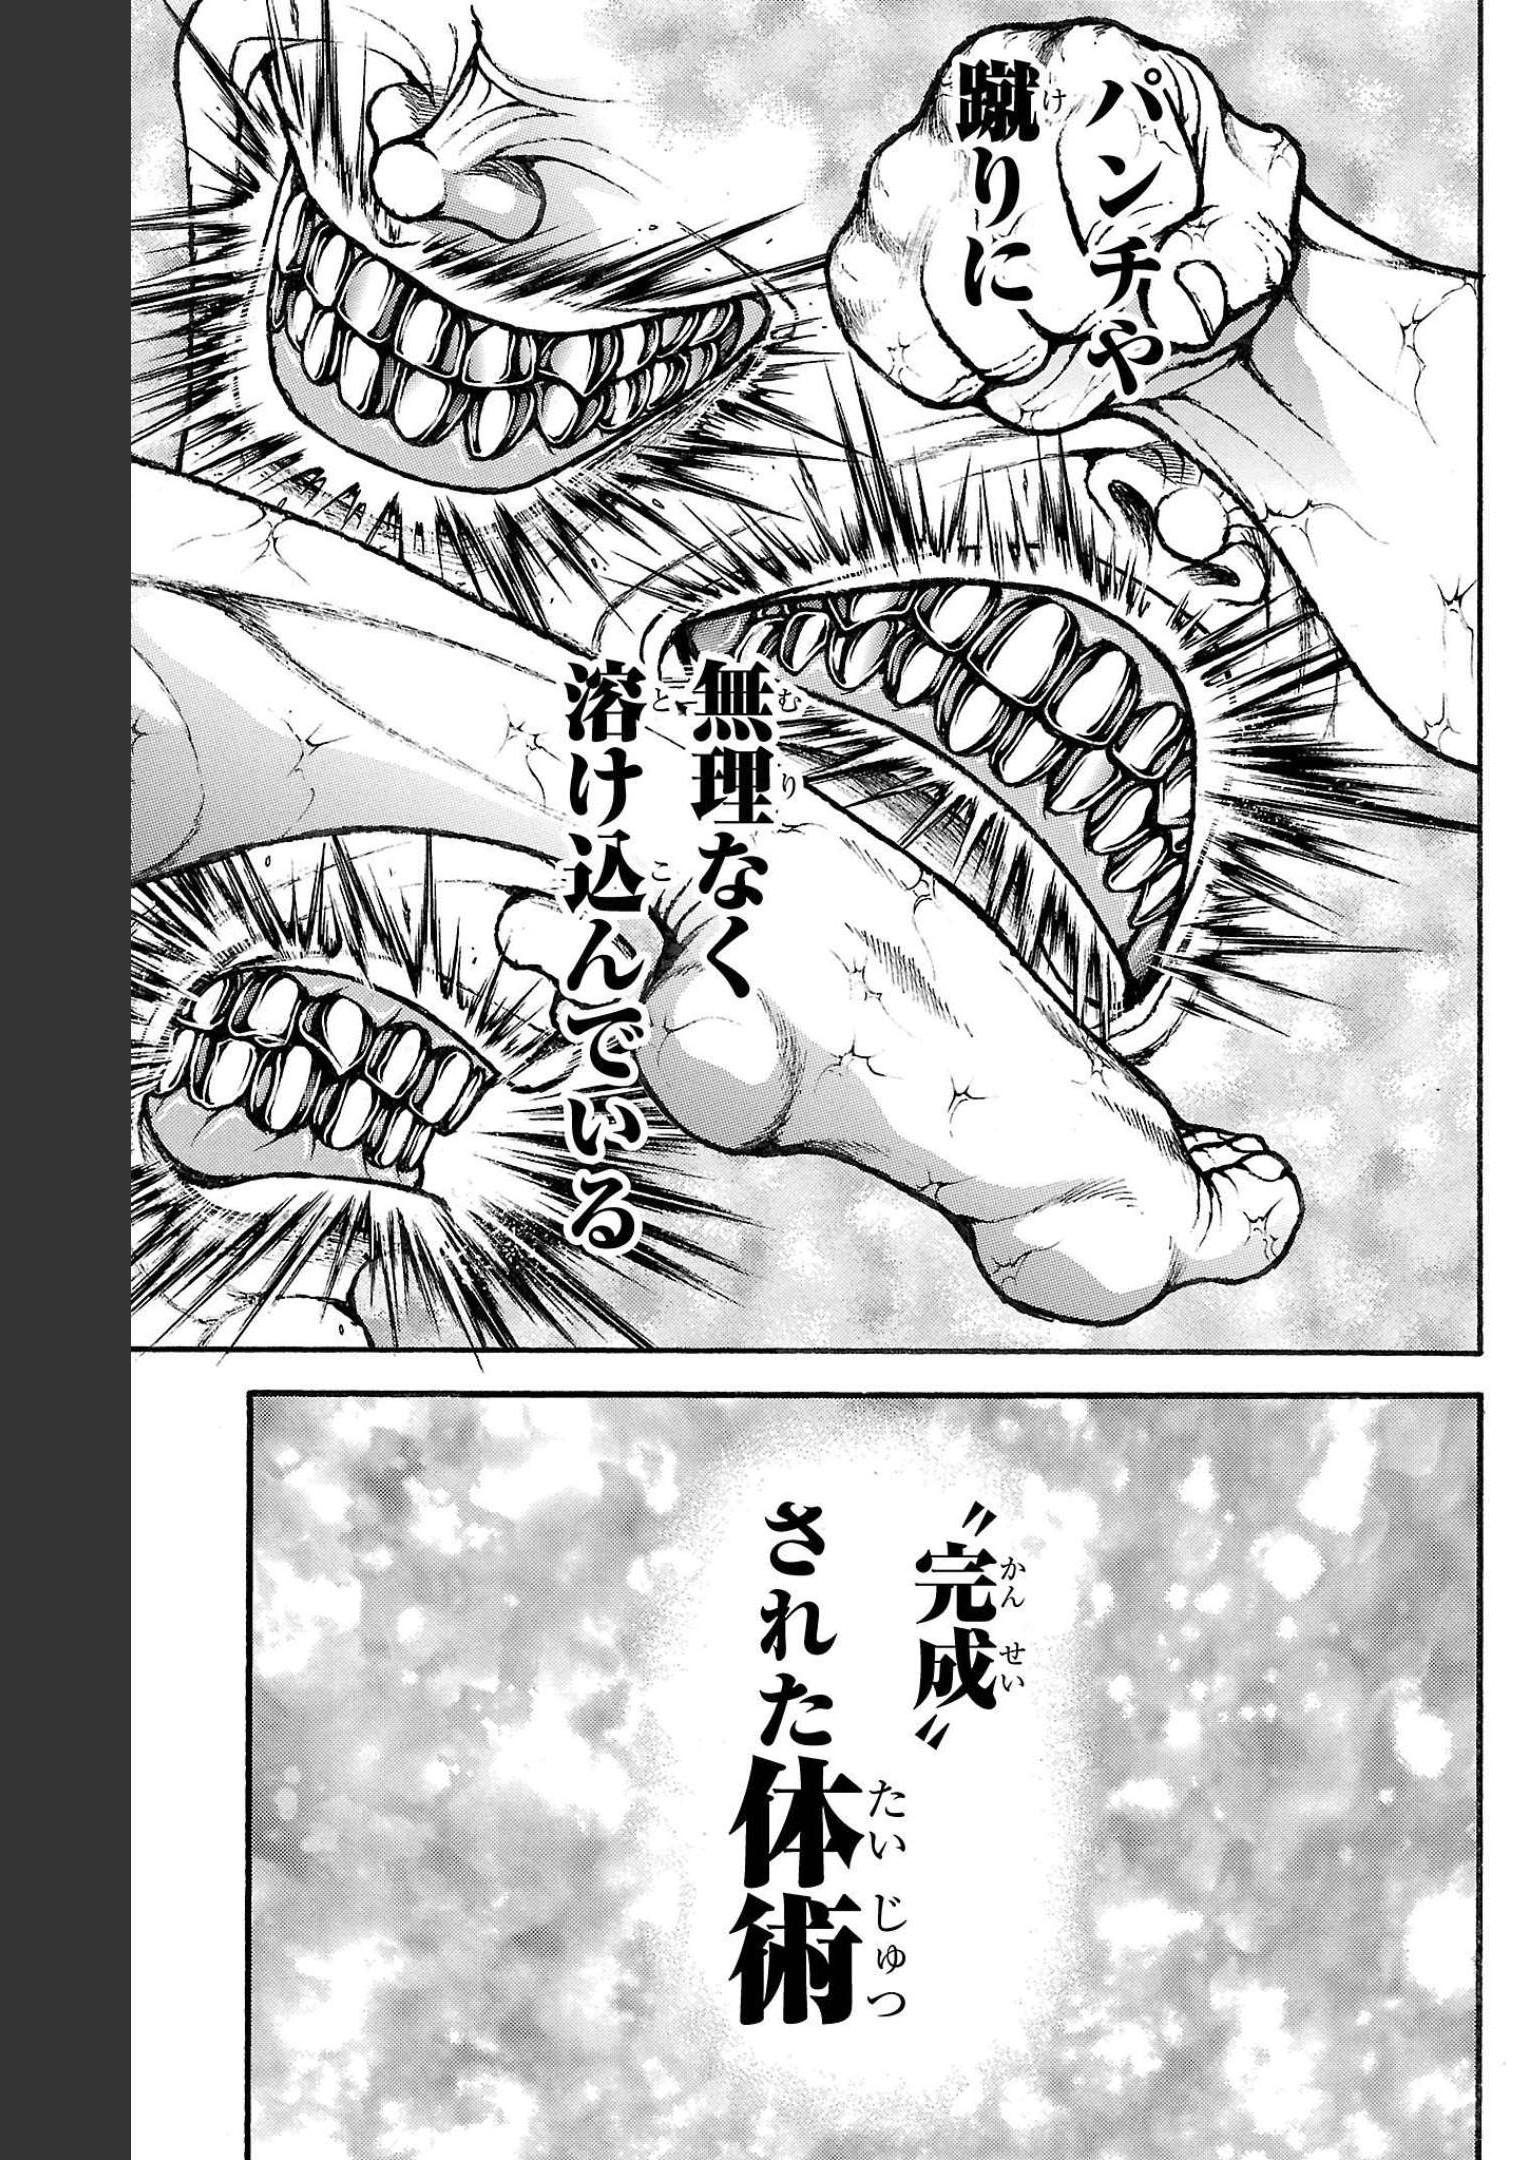 パンチや
蹴りに
無理なく
溶け込んでいる
〝完成〟
された体術